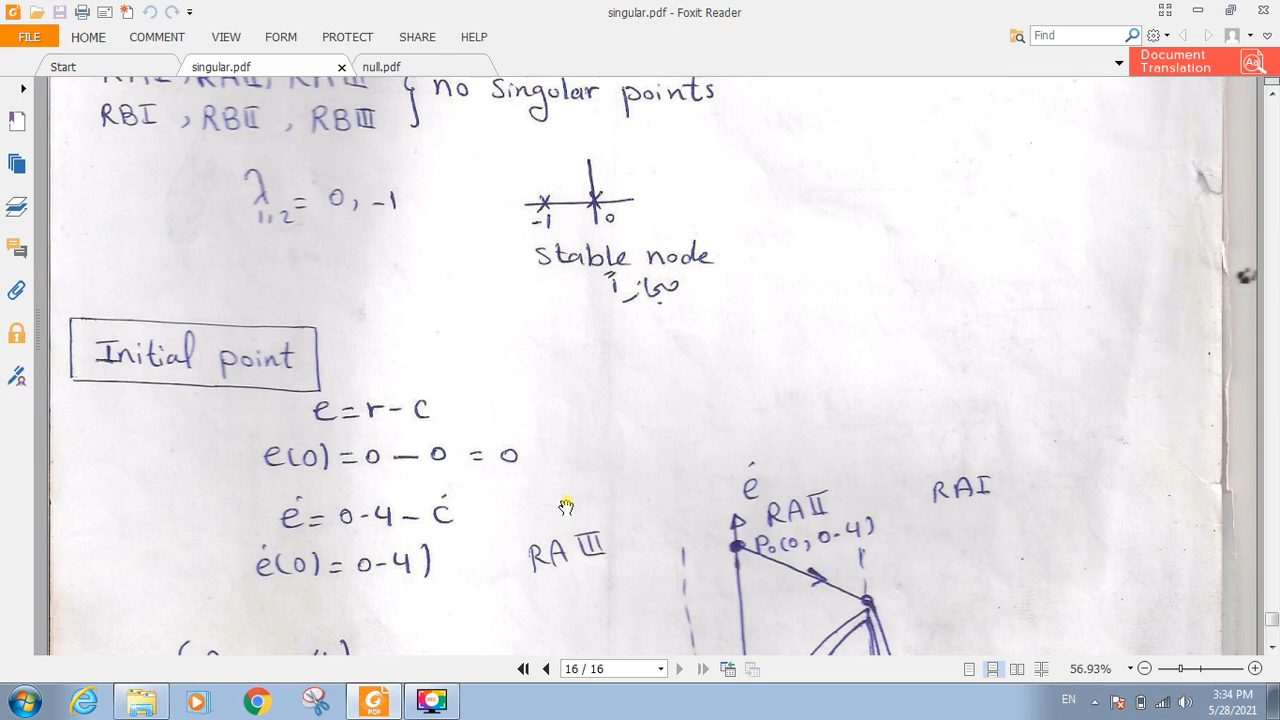 singular.pdf - Foxit Reader
FILE HOME COMMENT VIEW FORM PROTECT SHARE HELP
Find
Start singular.pdf null.pdf
Document Translation
no singular points
RBI , RBII , RBIII
λ1,2 = 0, -1
-1 0
Stable node
مجازاً
Initial point
e = r - c
e(0) = 0 - 0 = 0
ė = 0-4 - ċ
ė(0) = 0-4)
ė
RAI
RAII
P0(0, 0-4)
RAIII
16 / 16
56.93%
EN
3:34 PM
5/28/2021